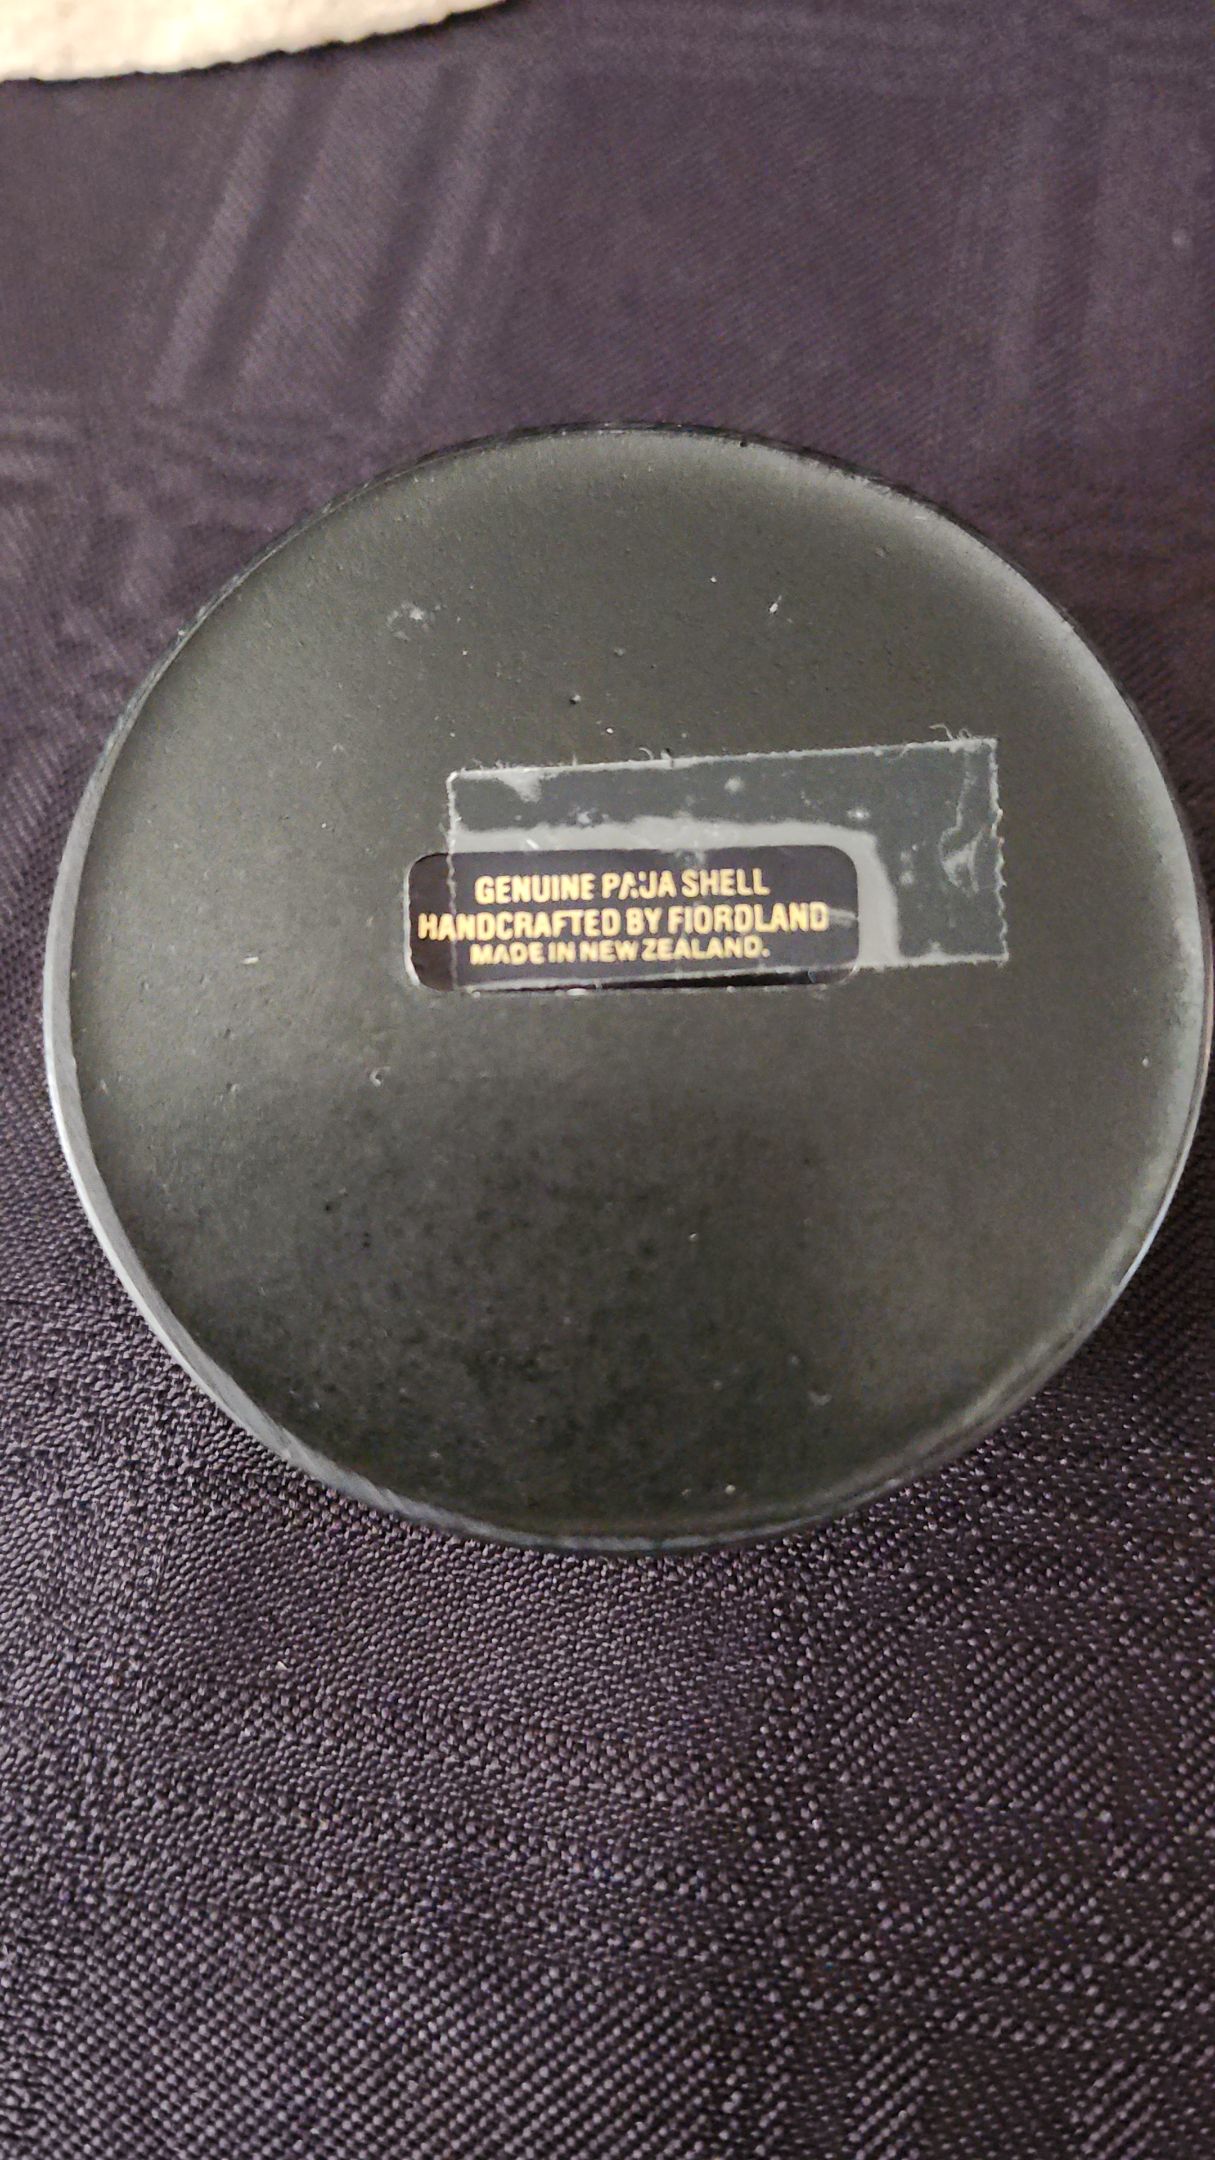 GENUINE PAUA SHELL
HANDCRAFTED BY FIORDLAND
MADE IN NEW ZEALAND.